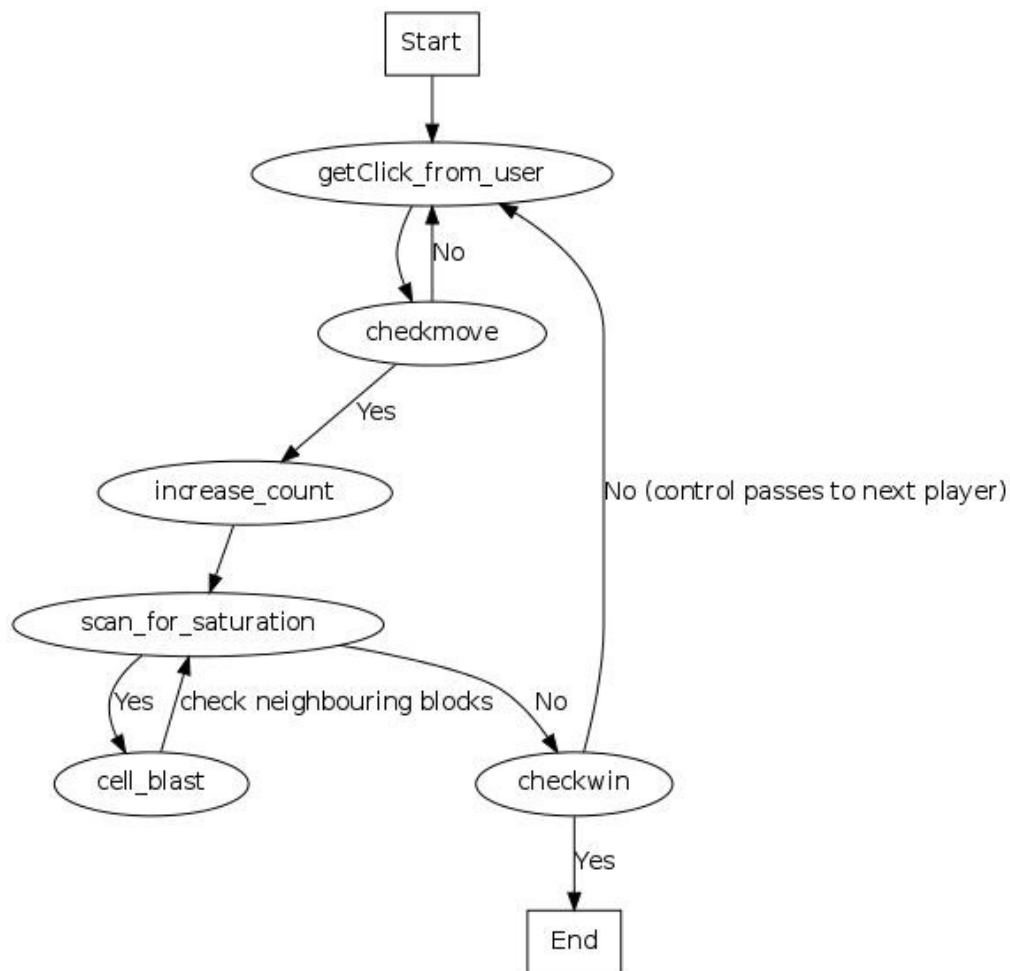 Start
getClick_from_user
No
checkmove
Yes
increase_count
No (control passes to next player)
scan_for_saturation
Yes
check neighbouring blocks
No
cell_blast
checkwin
Yes
End